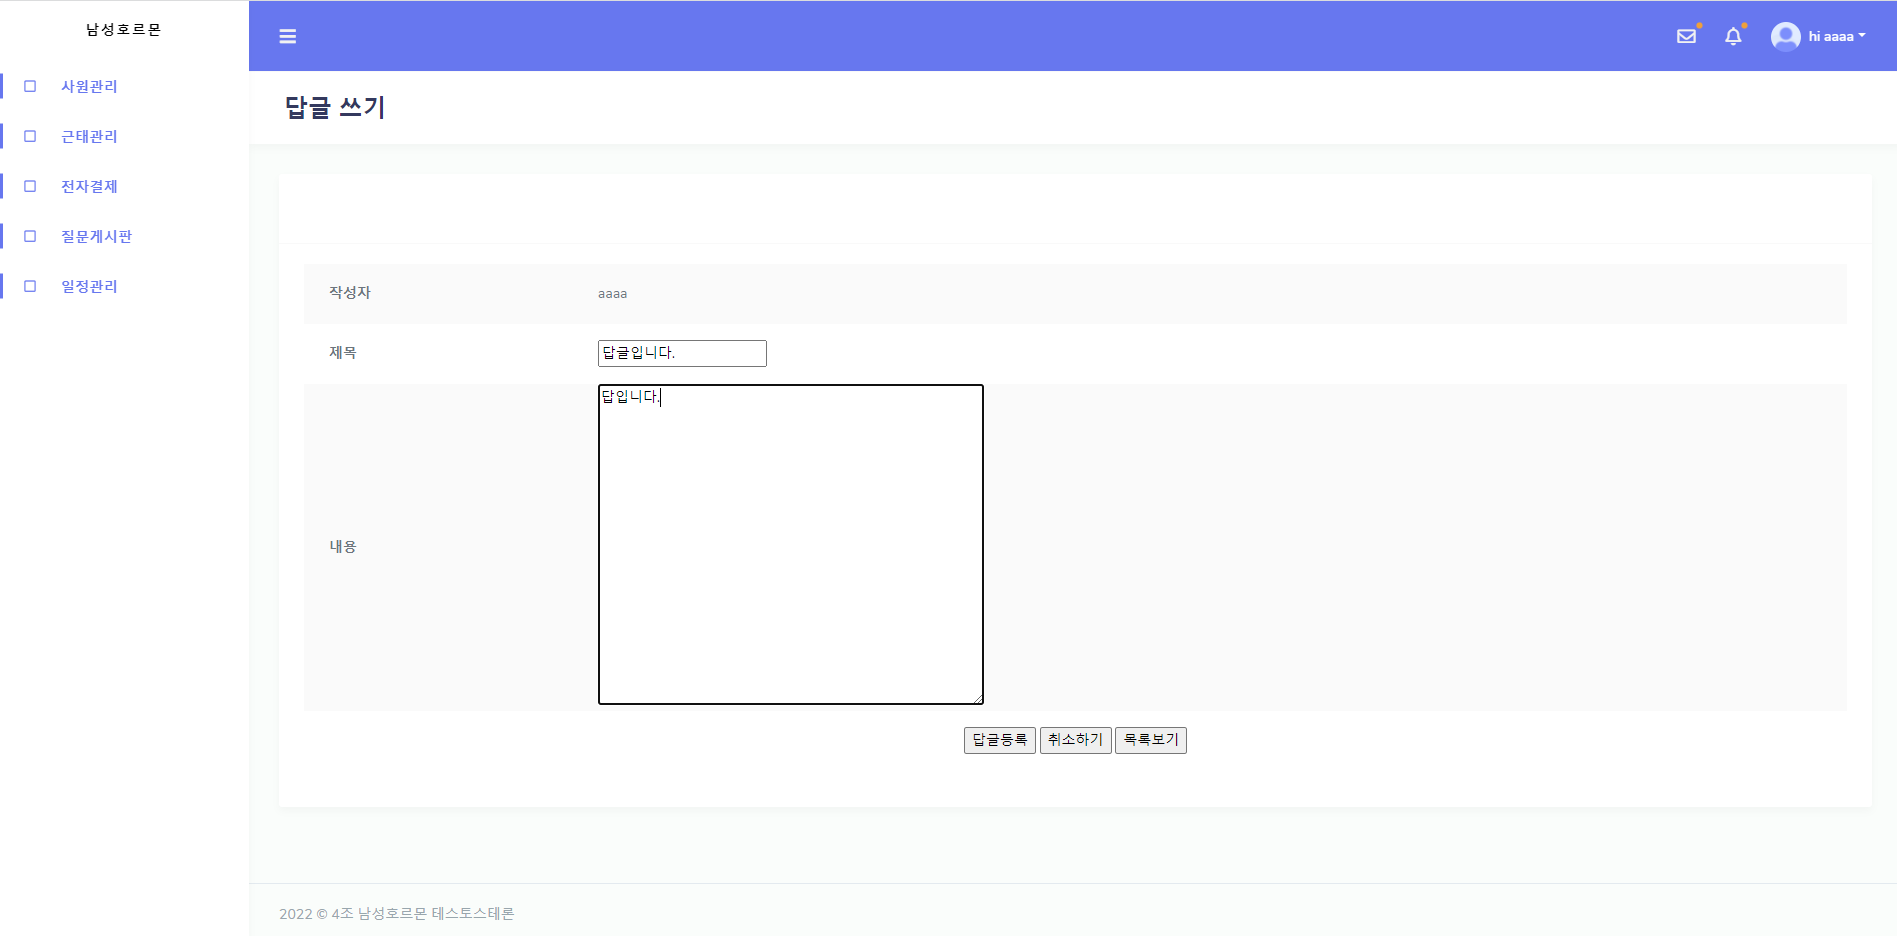 남성호르몬
사원관리
근태관리
전자결제
질문게시판
일정관리
hi aaaa
답글 쓰기
작성자 aaaa
제목 답글입니다.
내용 답입니다.
답글등록 취소하기 목록보기
2022 © 4조 남성호르몬 테스토스테론